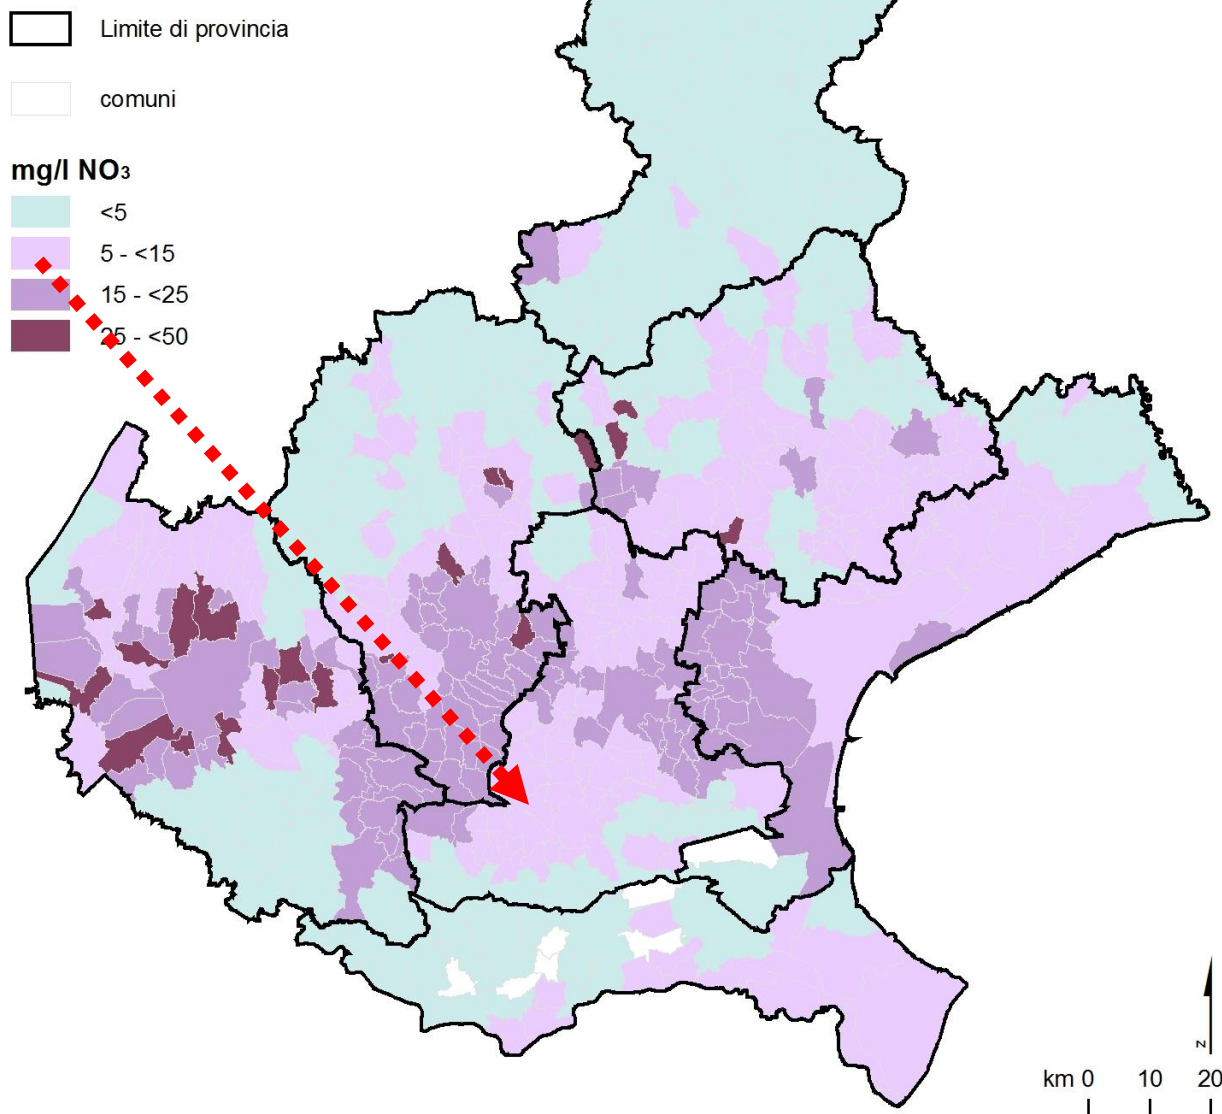 Limite di provincia
comuni
mg/l NO₃
<5
5 - <15
15 - <25
25 - <50
z
km 0 10 20